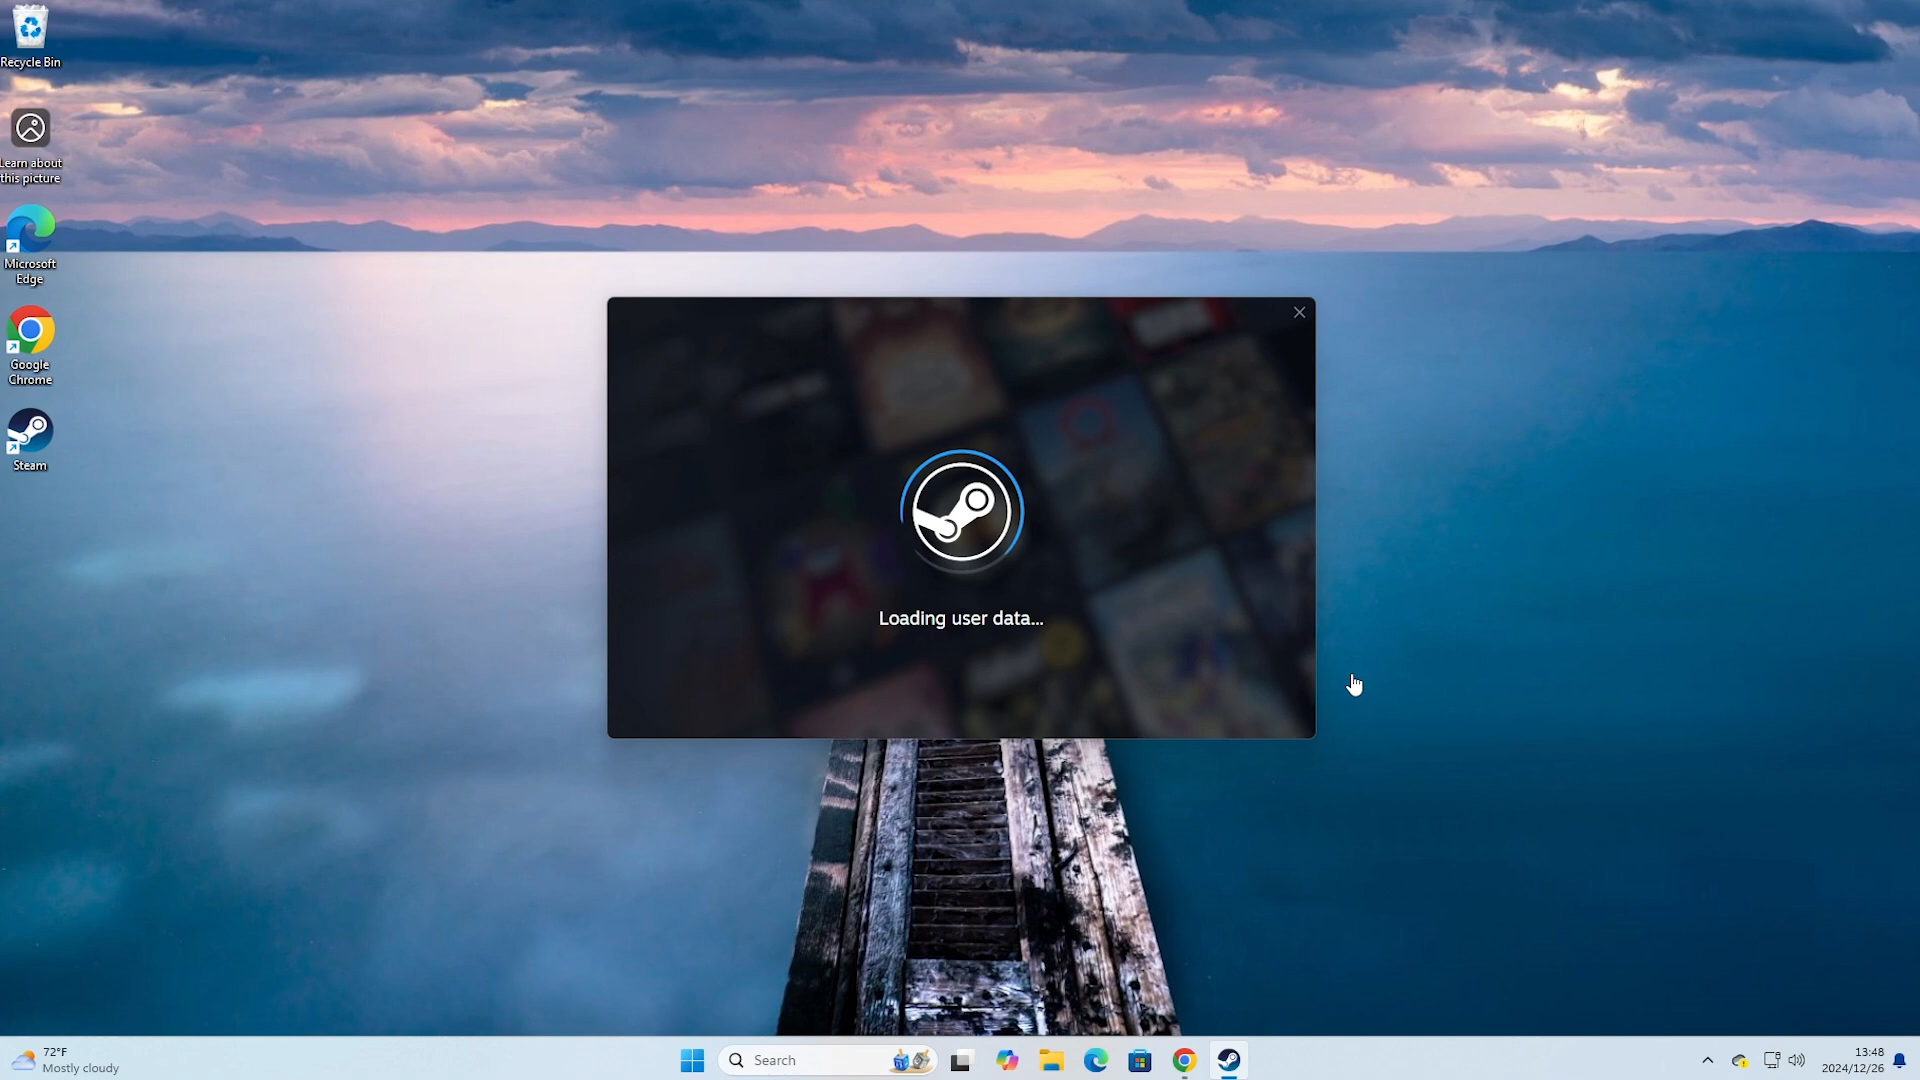 Recycle Bin
Learn about
this picture
Microsoft
Edge
Google
Chrome
Steam
Loading user data...
72°F
Mostly cloudy
Search
13:48
2024/12/26